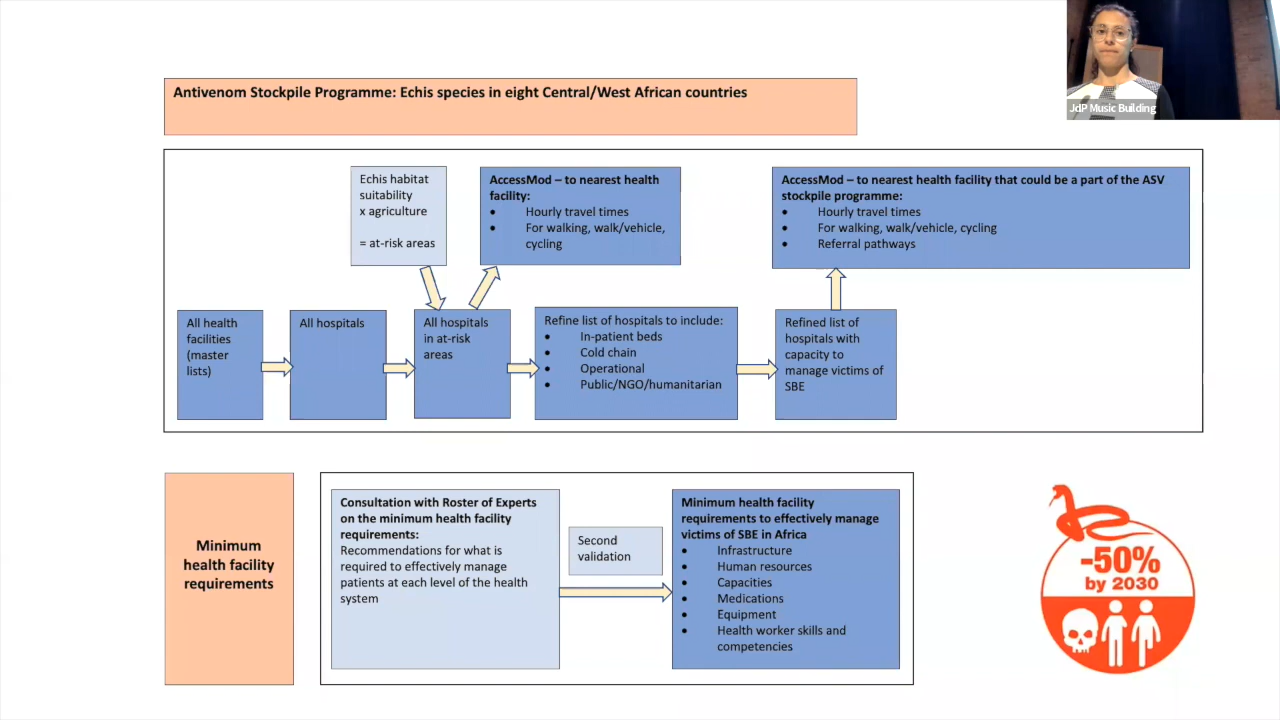 JdP Music Building
Antivenom Stockpile Programme: Echis species in eight Central/West African countries
Echis habitat
suitability
x agriculture
= at-risk areas
AccessMod – to nearest health
facility:
• Hourly travel times
• For walking, walk/vehicle,
cycling
AccessMod – to nearest health facility that could be a part of the ASV
stockpile programme:
• Hourly travel times
• For walking, walk/vehicle, cycling
• Referral pathways
All health
facilities
(master
lists)
All hospitals
All hospitals
in at-risk
areas
Refine list of hospitals to include:
• In-patient beds
• Cold chain
• Operational
• Public/NGO/humanitarian
Refined list of
hospitals with
capacity to
manage victims of
SBE
Minimum
health facility
requirements
Consultation with Roster of Experts
on the minimum health facility
requirements:
Recommendations for what is
required to effectively manage
patients at each level of the health
system
Second
validation
Minimum health facility
requirements to effectively manage
victims of SBE in Africa
• Infrastructure
• Human resources
• Capacities
• Medications
• Equipment
• Health worker skills and
competencies
-50%
by 2030